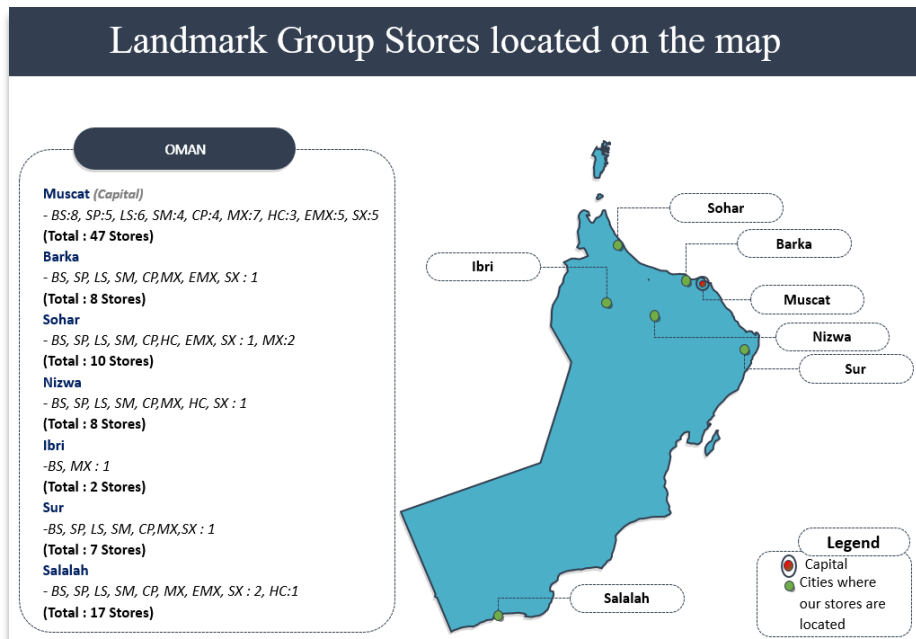 Landmark Group Stores located on the map
OMAN
Muscat (Capital)
- BS:8, SP:5, LS:6, SM:4, CP:4, MX:7, HC:3, EMX:5, SX:5
(Total : 47 Stores)
Barka
- BS, SP, LS, SM, CP,MX, EMX, SX : 1
(Total : 8 Stores)
Sohar
- BS, SP, LS, SM, CP,HC, EMX, SX : 1, MX:2
(Total : 10 Stores)
Nizwa
- BS, SP, LS, SM, CP,MX, HC, SX : 1
(Total : 8 Stores)
Ibri
-BS, MX : 1
(Total : 2 Stores)
Sur
-BS, SP, LS, SM, CP,MX,SX : 1
(Total : 7 Stores)
Salalah
- BS, SP, LS, SM, CP, MX, EMX, SX : 2, HC:1
(Total : 17 Stores)
Sohar
Barka
Ibri
Muscat
Nizwa
Sur
Salalah
Legend
Capital
Cities where
our stores are
located